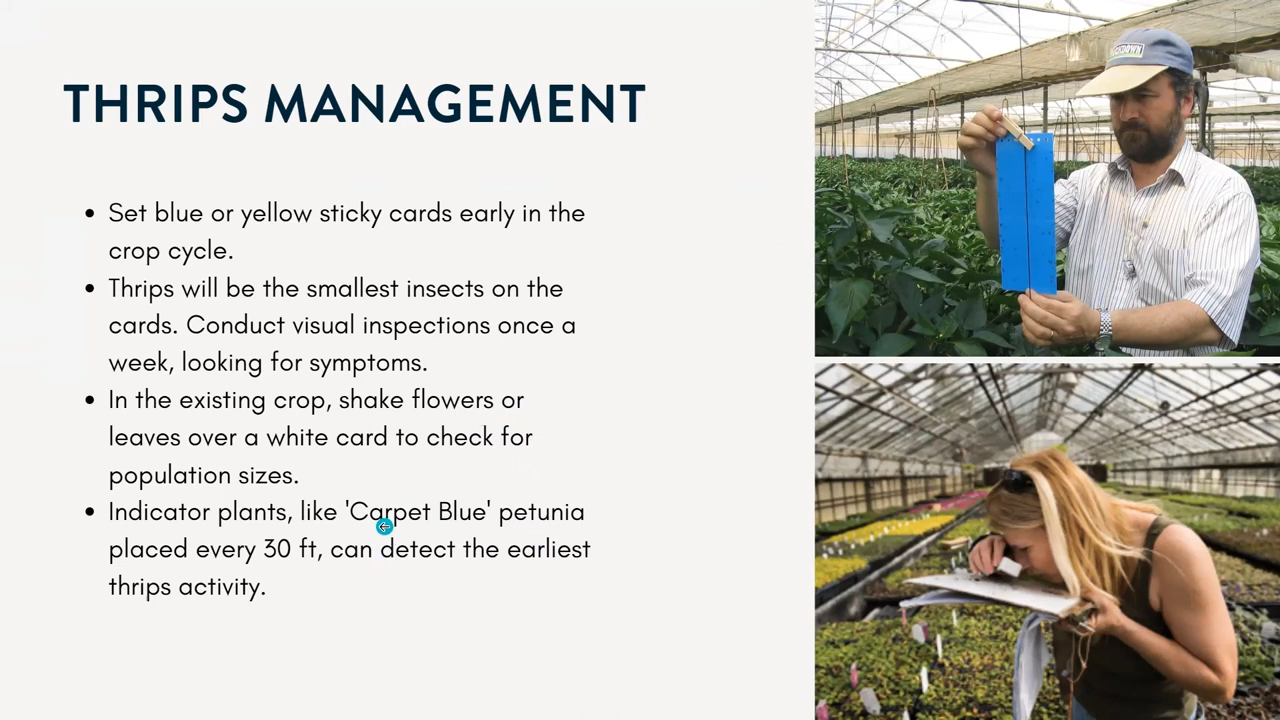 THRIPS MANAGEMENT
Set blue or yellow sticky cards early in the
crop cycle.
Thrips will be the smallest insects on the
cards. Conduct visual inspections once a
week, looking for symptoms.
In the existing crop, shake flowers or
leaves over a white card to check for
population sizes.
Indicator plants, like 'Carpet Blue' petunia
placed every 30 ft, can detect the earliest
thrips activity.